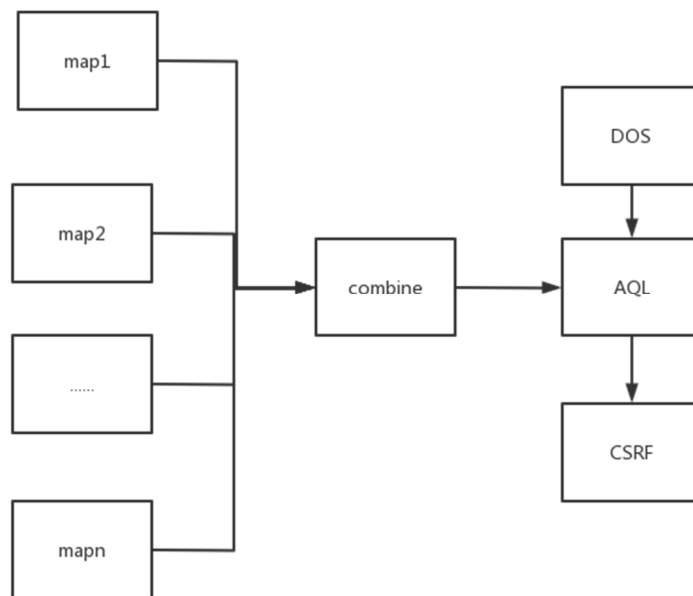 map1
map2
......
mapn
combine
DOS
AQL
CSRF